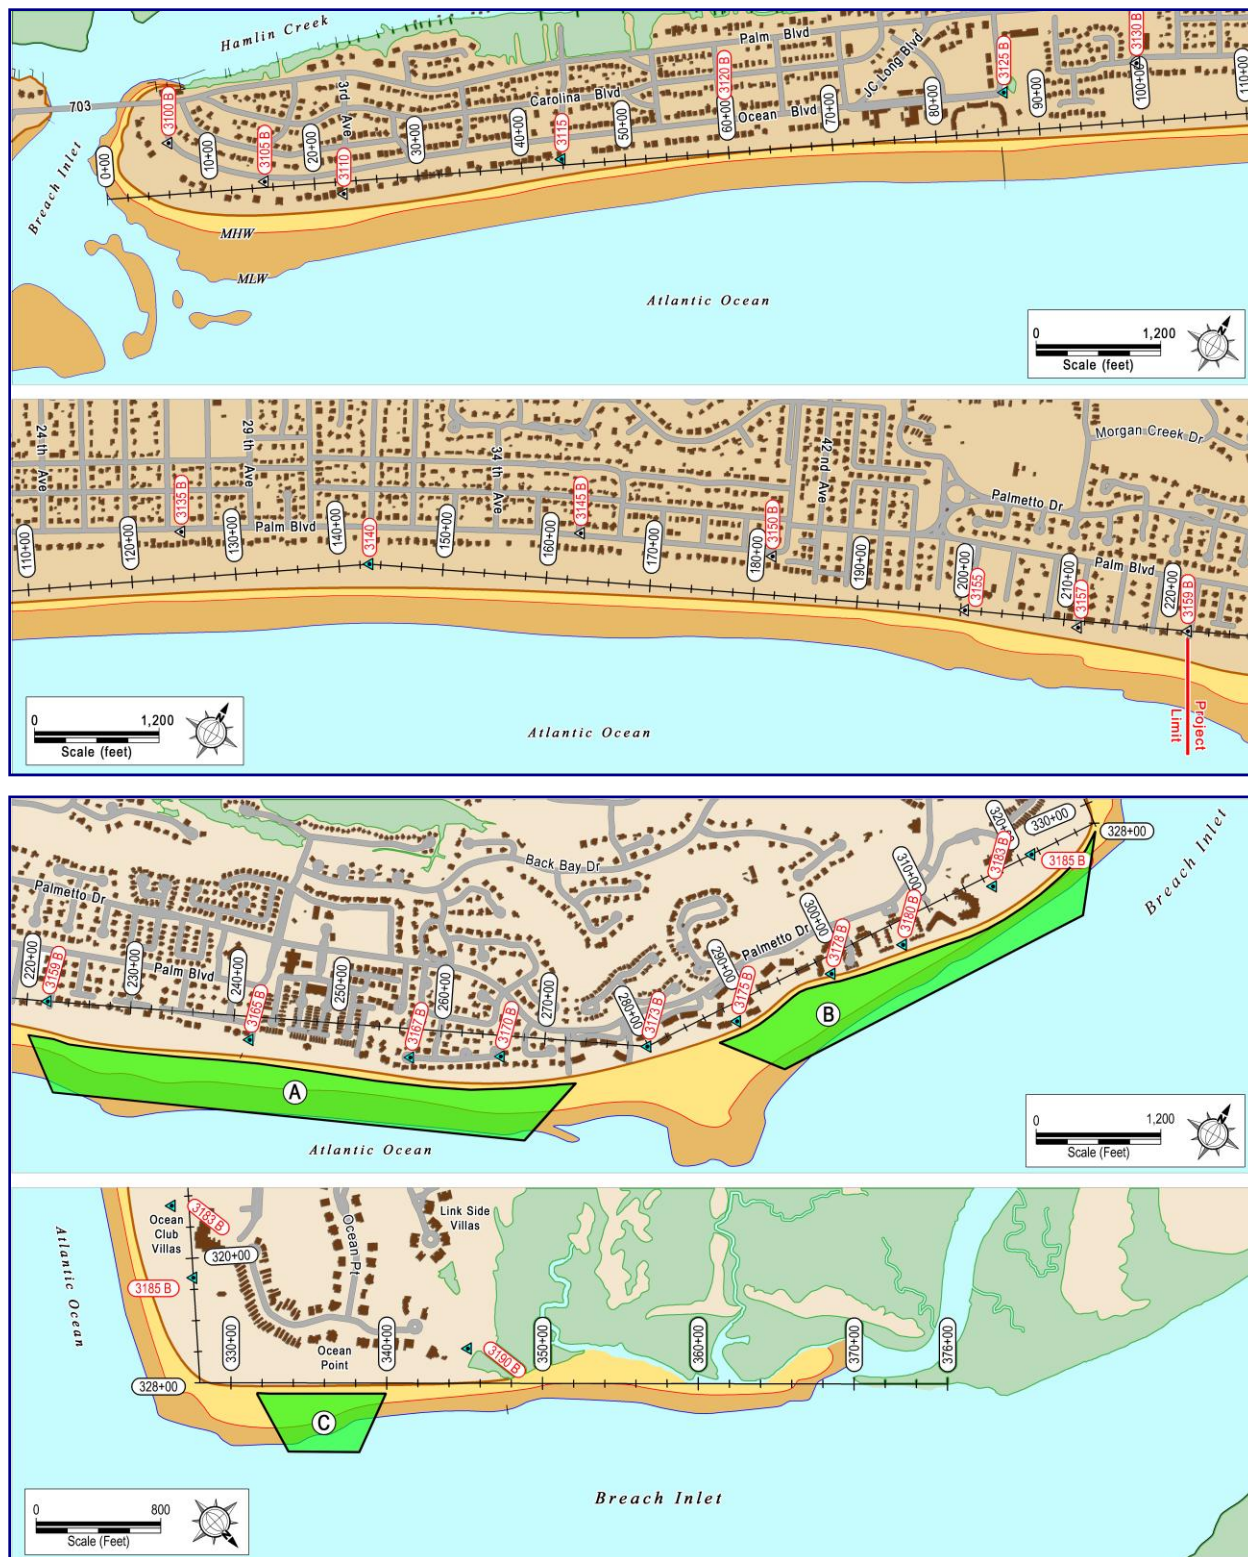 Hamlin Creek
703
Breach Inlet
Palm Blvd
Carolina Blvd
Ocean Blvd
JC Long Blvd
3rd Ave
0+00
3100 B
10+00
3105 B
20+00
3110
30+00
40+00
3115
50+00
3120 B
60+00
70+00
80+00
3125 B
90+00
3130 B
100+00
110+00
MHW
MLW
Atlantic Ocean
0 1,200
Scale (feet)
N
24 th Ave
29 th Ave
34 th Ave
42 nd Ave
Morgan Creek Dr
Palmetto Dr
Palm Blvd
Palm Blvd
110+00
120+00
3135 B
130+00
140+00
3140
150+00
160+00
3145 B
170+00
180+00
3150 B
190+00
200+00
3155
210+00
3157
220+00
3159 B
Project
Limit
Atlantic Ocean
0 1,200
Scale (feet)
N
Palmetto Dr
Back Bay Dr
Palmetto Dr
Palm Blvd
220+00
3159 B
230+00
240+00
3165 B
250+00
3167 B
260+00
3170 B
270+00
280+00
3173 B
290+00
3175 B
300+00
3178 B
310+00
3180 B
320+00
3183 B
330+00
3185 B
328+00
Breach Inlet
A
B
Atlantic Ocean
0 1,200
Scale (Feet)
N
Atlantic Ocean
3183 B
Ocean
Club
Villas
320+00
3185 B
328+00
Ocean Pt
Link Side
Villas
330+00
Ocean
Point
340+00
3190 B
350+00
360+00
370+00
376+00
C
Breach Inlet
0 800
Scale (Feet)
N